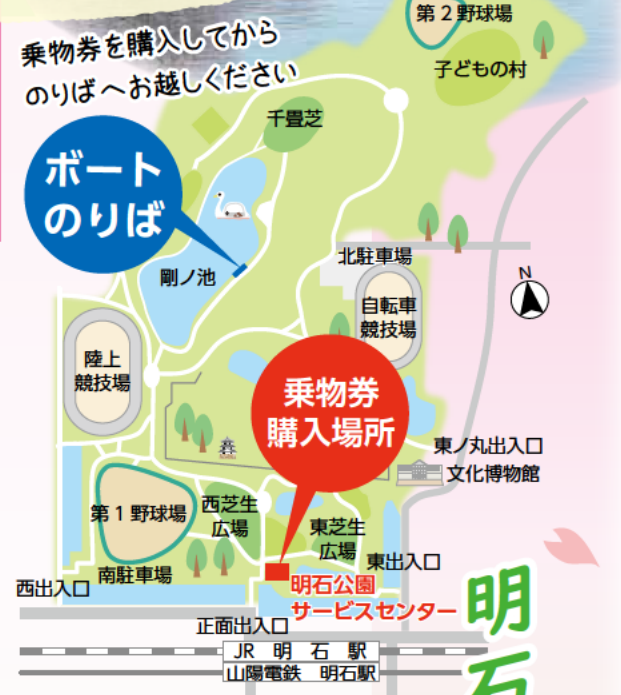 第2野球場
乗物券を購入してから
のりばへお越しください
子どもの村
千畳芝
ボート
のりば
北駐車場
剛ノ池
N
自転車
競技場
陸上
競技場
乗物券
購入場所
東ノ丸出入口
文化博物館
第1野球場
西芝生
広場
東芝生
広場
東出入口
南駐車場
西出入口
明石公園
サービスセンター
正面出入口
JR 明石駅
山陽電鉄 明石駅
明
石